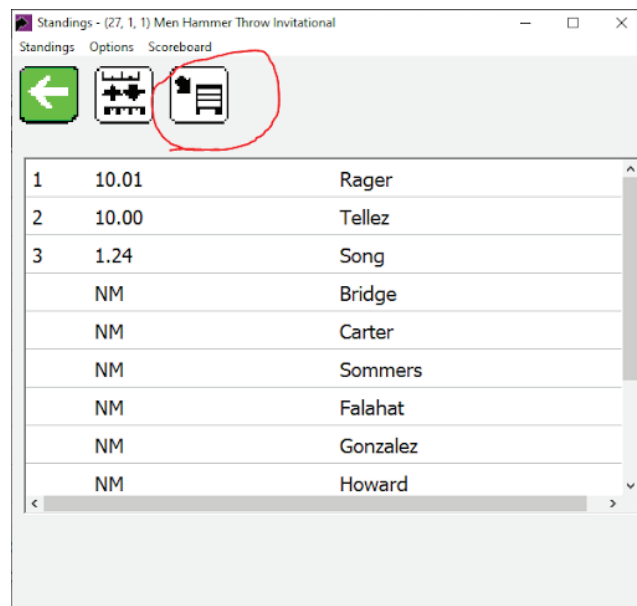 Standings - (27, 1, 1) Men Hammer Throw Invitational
Standings Options Scoreboard
1 10.01 Rager
2 10.00 Tellez
3 1.24 Song
NM Bridge
NM Carter
NM Sommers
NM Falahat
NM Gonzalez
NM Howard